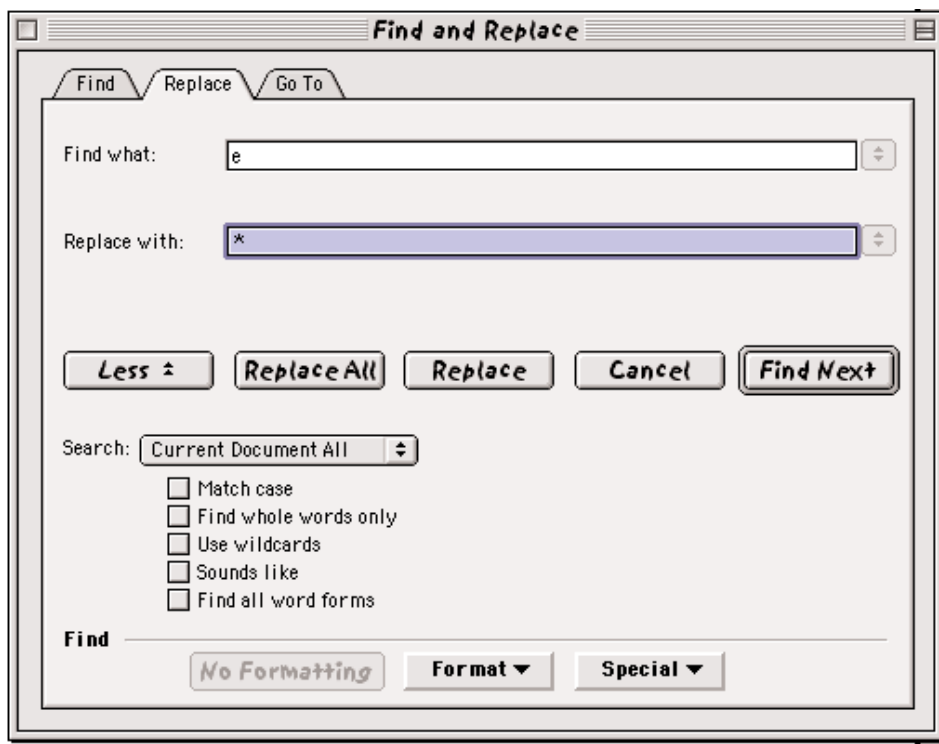 Find and Replace
Find Replace Go To
Find what: e
Replace with: *
Less Replace All Replace Cancel Find Next
Search: Current Document All
Match case
Find whole words only
Use wildcards
Sounds like
Find all word forms
Find
No Formatting Format Special